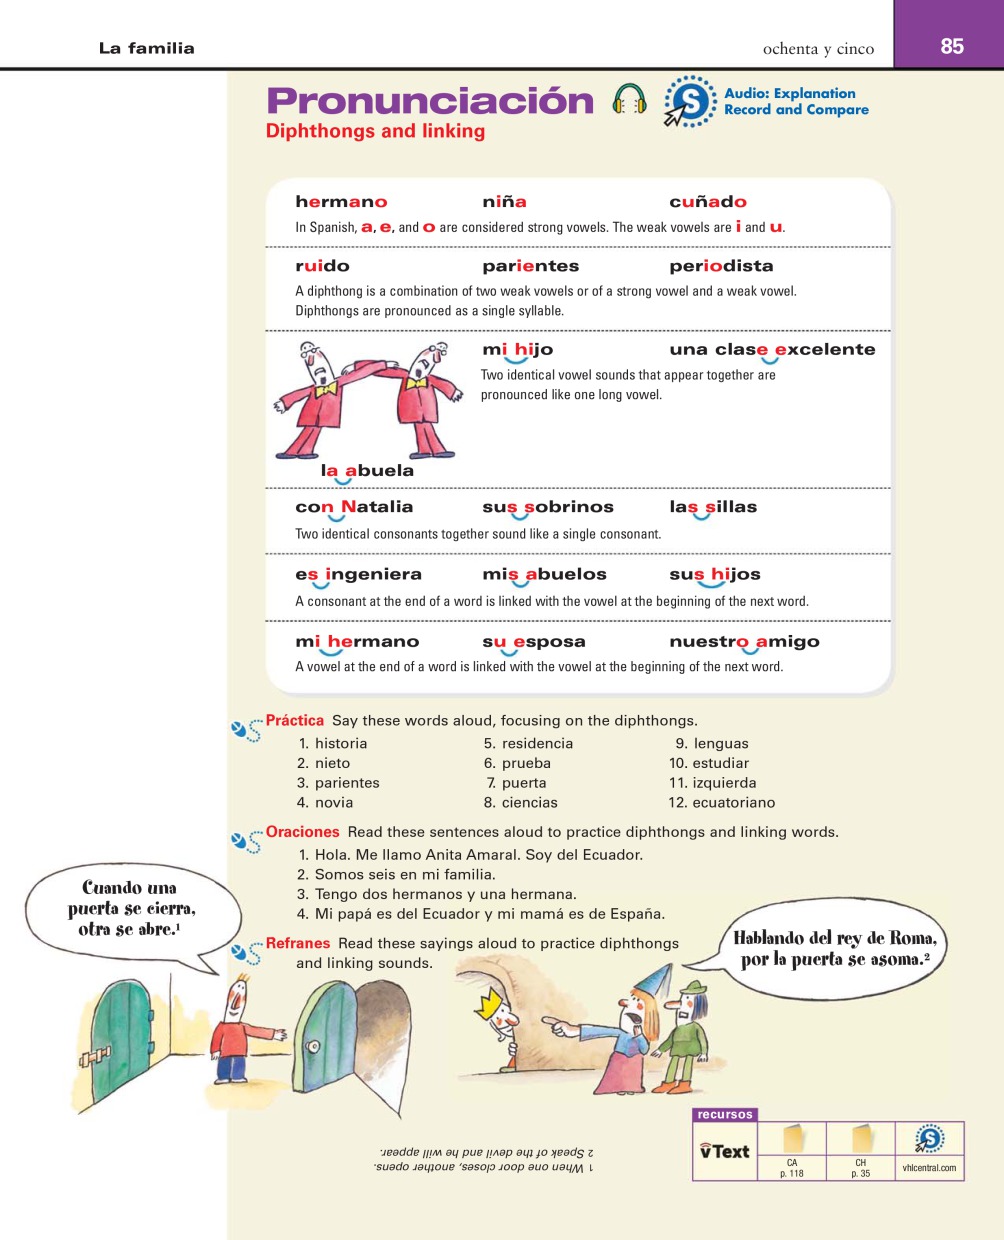 La familia
ochenta y cinco
85
Pronunciación
Audio: Explanation
Record and Compare
Diphthongs and linking
hermano niña cuñado
In Spanish, a, e, and o are considered strong vowels. The weak vowels are i and u.
ruido parientes periodista
A diphthong is a combination of two weak vowels or of a strong vowel and a weak vowel.
Diphthongs are pronounced as a single syllable.
mi hijo una clase excelente
Two identical vowel sounds that appear together are
pronounced like one long vowel.
la abuela
con Natalia sus sobrinos las sillas
Two identical consonants together sound like a single consonant.
es ingeniera mis abuelos sus hijos
A consonant at the end of a word is linked with the vowel at the beginning of the next word.
mi hermano su esposa nuestro amigo
A vowel at the end of a word is linked with the vowel at the beginning of the next word.
Práctica Say these words aloud, focusing on the diphthongs.
1. historia 5. residencia 9. lenguas
2. nieto 6. prueba 10. estudiar
3. parientes 7. puerta 11. izquierda
4. novia 8. ciencias 12. ecuatoriano
Oraciones Read these sentences aloud to practice diphthongs and linking words.
1. Hola. Me llamo Anita Amaral. Soy del Ecuador.
2. Somos seis en mi familia.
3. Tengo dos hermanos y una hermana.
4. Mi papá es del Ecuador y mi mamá es de España.
Refranes Read these sayings aloud to practice diphthongs
and linking sounds.
Cuando una
puerta se cierra,
otra se abre.¹
Hablando del rey de Roma,
por la puerta se asoma.²
1 When one door closes, another opens.
2 Speak of the devil and he will appear.
recursos
vText
CA
p. 118
CH
p. 35
S
vhlcentral.com